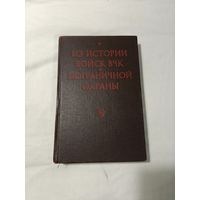 ИЗ ИСТОРИИ
ВОЙСК ВЧК
И ПОГРАНИЧНОЙ
ОХРАНЫ